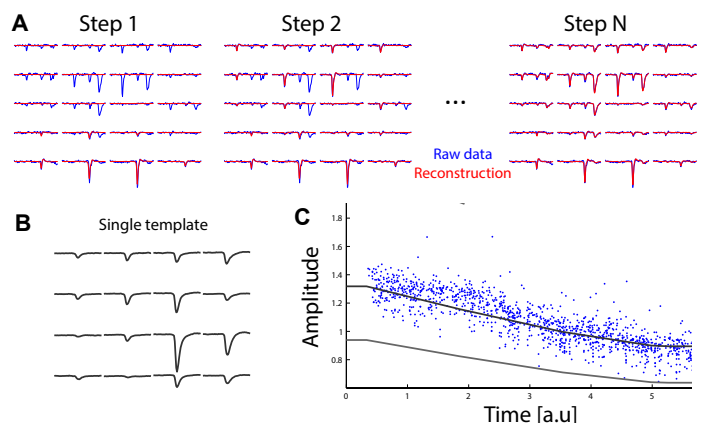 A
Step 1
Step 2
Step N
...
Raw data
Reconstruction
B
Single template
C
Amplitude
1.8
1.6
1.4
1.2
1
0.8
0
1
2
3
4
5
Time [a.u]